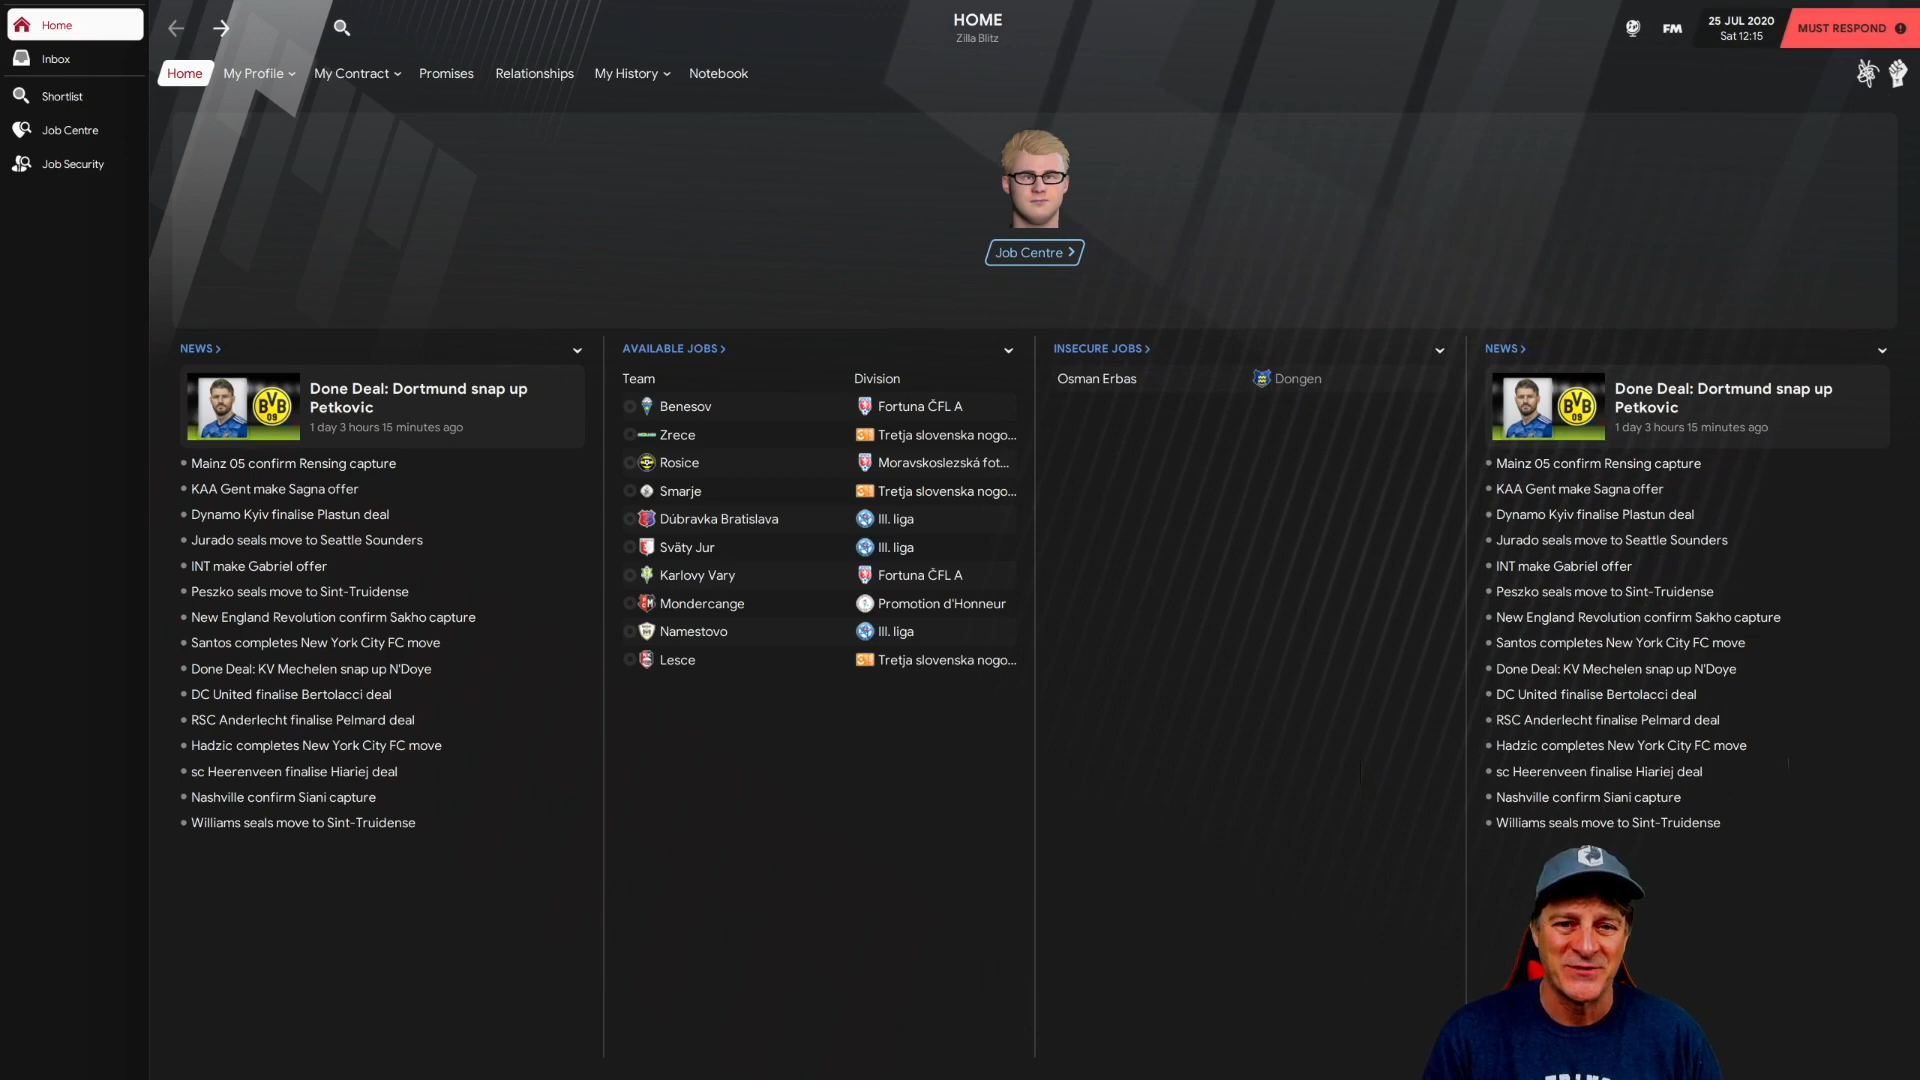 Home
Inbox
Shortlist
Job Centre
Job Security
HOME
Zilla Blitz
FM
25 JUL 2020
Sat 12:15
MUST RESPOND
Home
My Profile
My Contract
Promises
Relationships
My History
Notebook
Job Centre
NEWS
BVB
09
Done Deal: Dortmund snap up
Petkovic
1 day 3 hours 15 minutes ago
Mainz 05 confirm Rensing capture
KAA Gent make Sagna offer
Dynamo Kyiv finalise Plastun deal
Jurado seals move to Seattle Sounders
INT make Gabriel offer
Peszko seals move to Sint-Truidense
New England Revolution confirm Sakho capture
Santos completes New York City FC move
Done Deal: KV Mechelen snap up N'Doye
DC United finalise Bertolacci deal
RSC Anderlecht finalise Pelmard deal
Hadzic completes New York City FC move
sc Heerenveen finalise Hiariej deal
Nashville confirm Siani capture
Williams seals move to Sint-Truidense
AVAILABLE JOBS
Team Division
Benesov Fortuna ČFL A
Zrece Tretja slovenska nogo...
Rosice Moravskoslezská fot...
Smarje Tretja slovenska nogo...
Dúbravka Bratislava III. liga
Sväty Jur III. liga
Karlovy Vary Fortuna ČFL A
Mondercange Promotion d'Honneur
Namestovo III. liga
Lesce Tretja slovenska nogo...
INSECURE JOBS
Osman Erbas Dongen
NEWS
BVB
09
Done Deal: Dortmund snap up
Petkovic
1 day 3 hours 15 minutes ago
Mainz 05 confirm Rensing capture
KAA Gent make Sagna offer
Dynamo Kyiv finalise Plastun deal
Jurado seals move to Seattle Sounders
INT make Gabriel offer
Peszko seals move to Sint-Truidense
New England Revolution confirm Sakho capture
Santos completes New York City FC move
Done Deal: KV Mechelen snap up N'Doye
DC United finalise Bertolacci deal
RSC Anderlecht finalise Pelmard deal
Hadzic completes New York City FC move
sc Heerenveen finalise Hiariej deal
Nashville confirm Siani capture
Williams seals move to Sint-Truidense